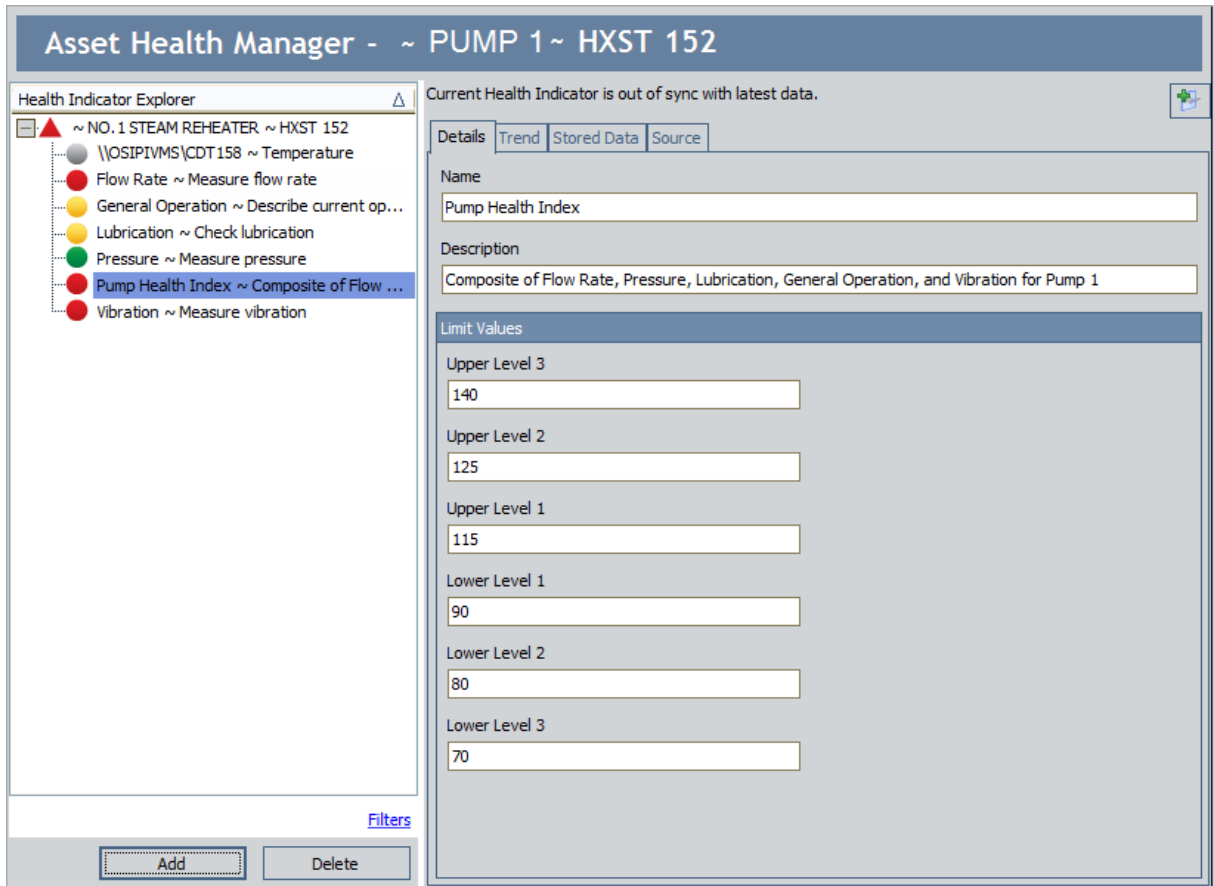 Asset Health Manager - ~ PUMP 1~ HXST 152
Health Indicator Explorer
~ NO.1 STEAM REHEATER ~ HXST 152
\\OSIPIVMS\CDT158 ~ Temperature
Flow Rate ~ Measure flow rate
General Operation ~ Describe current op...
Lubrication ~ Check lubrication
Pressure ~ Measure pressure
Pump Health Index ~ Composite of Flow ...
Vibration ~ Measure vibration
Filters
Add Delete
Current Health Indicator is out of sync with latest data.
Details Trend Stored Data Source
Name
Pump Health Index
Description
Composite of Flow Rate, Pressure, Lubrication, General Operation, and Vibration for Pump 1
Limit Values
Upper Level 3
140
Upper Level 2
125
Upper Level 1
115
Lower Level 1
90
Lower Level 2
80
Lower Level 3
70